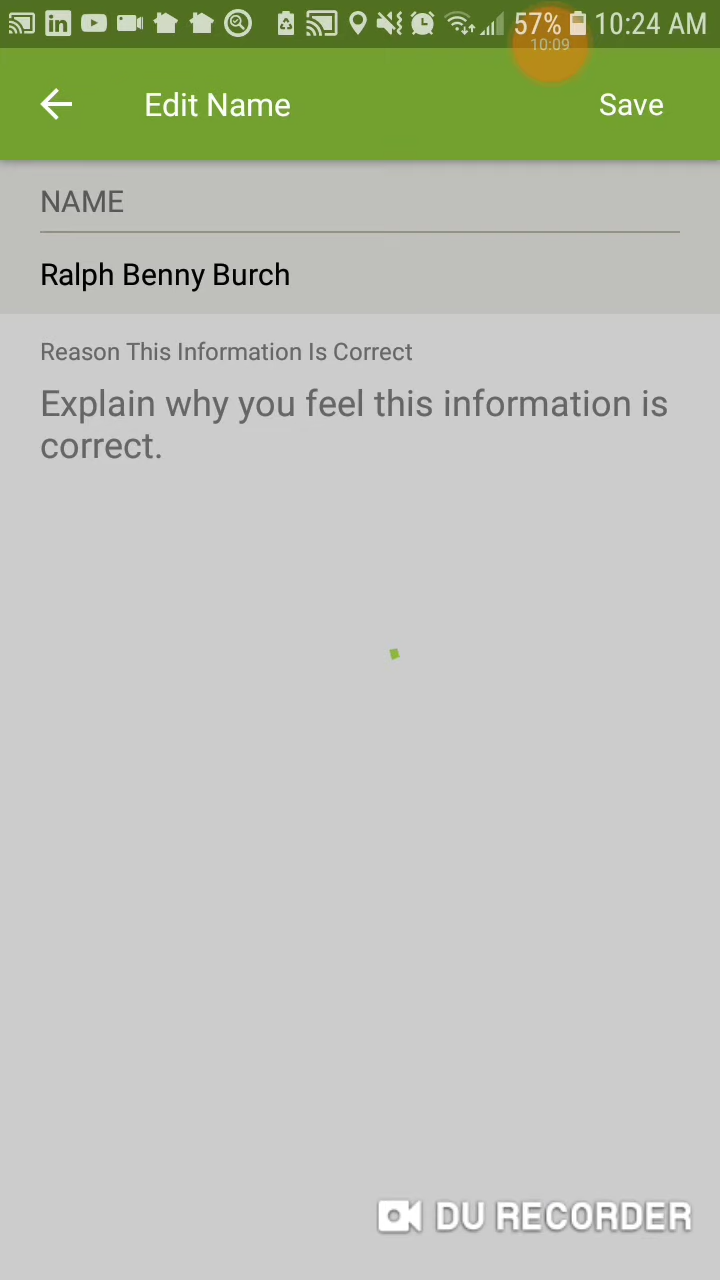 57% 10:24 AM
10:09
Edit Name
Save
NAME
Ralph Benny Burch
Reason This Information Is Correct
Explain why you feel this information is
correct.
DU RECORDER